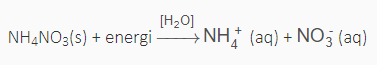 [H₂O]
NH₄NO₃(s) + energi ⟶ NH₄⁺ (aq) + NO₃⁻ (aq)